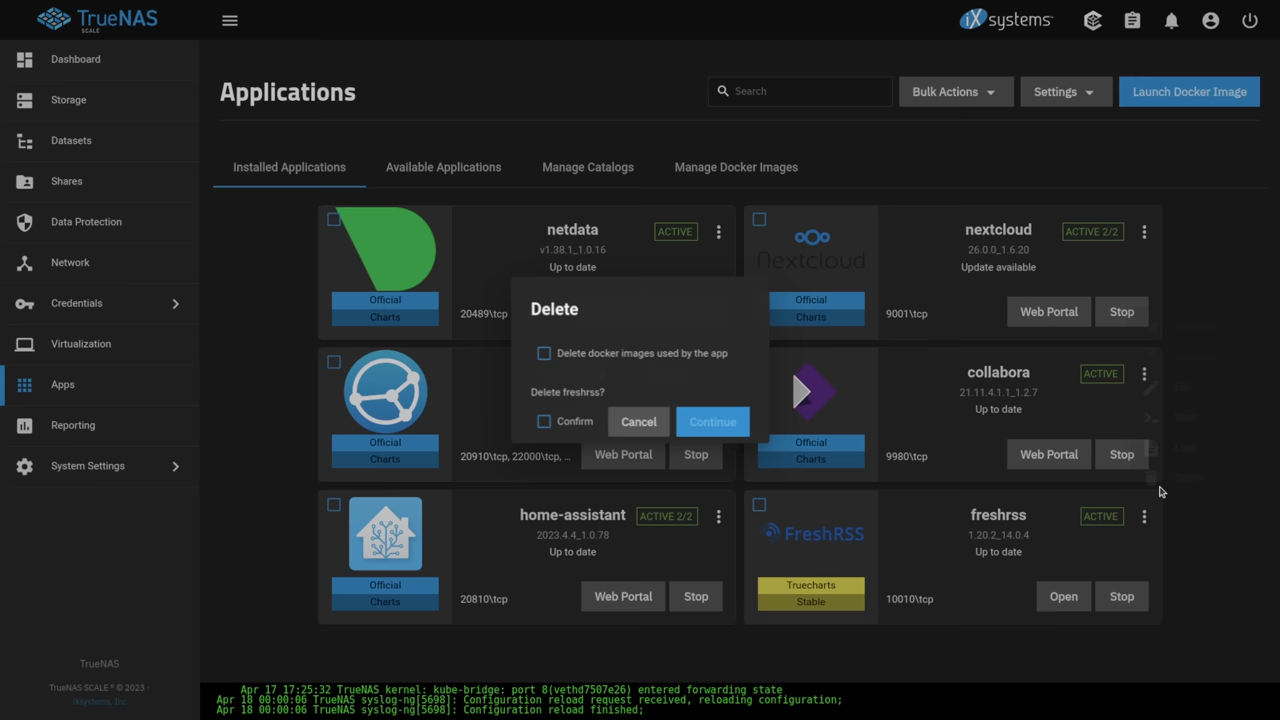 TrueNAS
SCALE
iXsystems
Dashboard
Storage
Datasets
Shares
Data Protection
Network
Credentials
Virtualization
Apps
Reporting
System Settings
TrueNAS
TrueNAS SCALE ® © 2023 -
iXsystems, Inc.
Applications
Search
Bulk Actions
Settings
Launch Docker Image
Installed Applications
Available Applications
Manage Catalogs
Manage Docker Images
netdata
ACTIVE
v1.38.1_1.0.16
Up to date
Official
Charts
20489\tcp
Nextcloud
nextcloud
ACTIVE 2/2
26.0.0_1.6.20
Update available
Official
Charts
9001\tcp
Web Portal
Stop
Delete
Delete docker images used by the app
Delete freshrss?
Confirm
Cancel
Continue
Official
Charts
20910\tcp, 22000\tcp, ...
Web Portal
Stop
collabora
ACTIVE
21.11.4.1.1_1.2.7
Up to date
Official
Charts
9980\tcp
Web Portal
Stop
home-assistant
ACTIVE 2/2
2023.4.4_1.0.78
Up to date
Official
Charts
20810\tcp
Web Portal
Stop
FreshRSS
freshrss
ACTIVE
1.20.2_14.0.4
Up to date
Truecharts
Stable
10010\tcp
Open
Stop
Apr 17 17:25:32 TrueNAS kernel: kube-bridge: port 8(vethd7507e26) entered forwarding state
Apr 18 00:00:06 TrueNAS syslog-ng[5698]: Configuration reload request received, reloading configuration;
Apr 18 00:00:06 TrueNAS syslog-ng[5698]: Configuration reload finished;